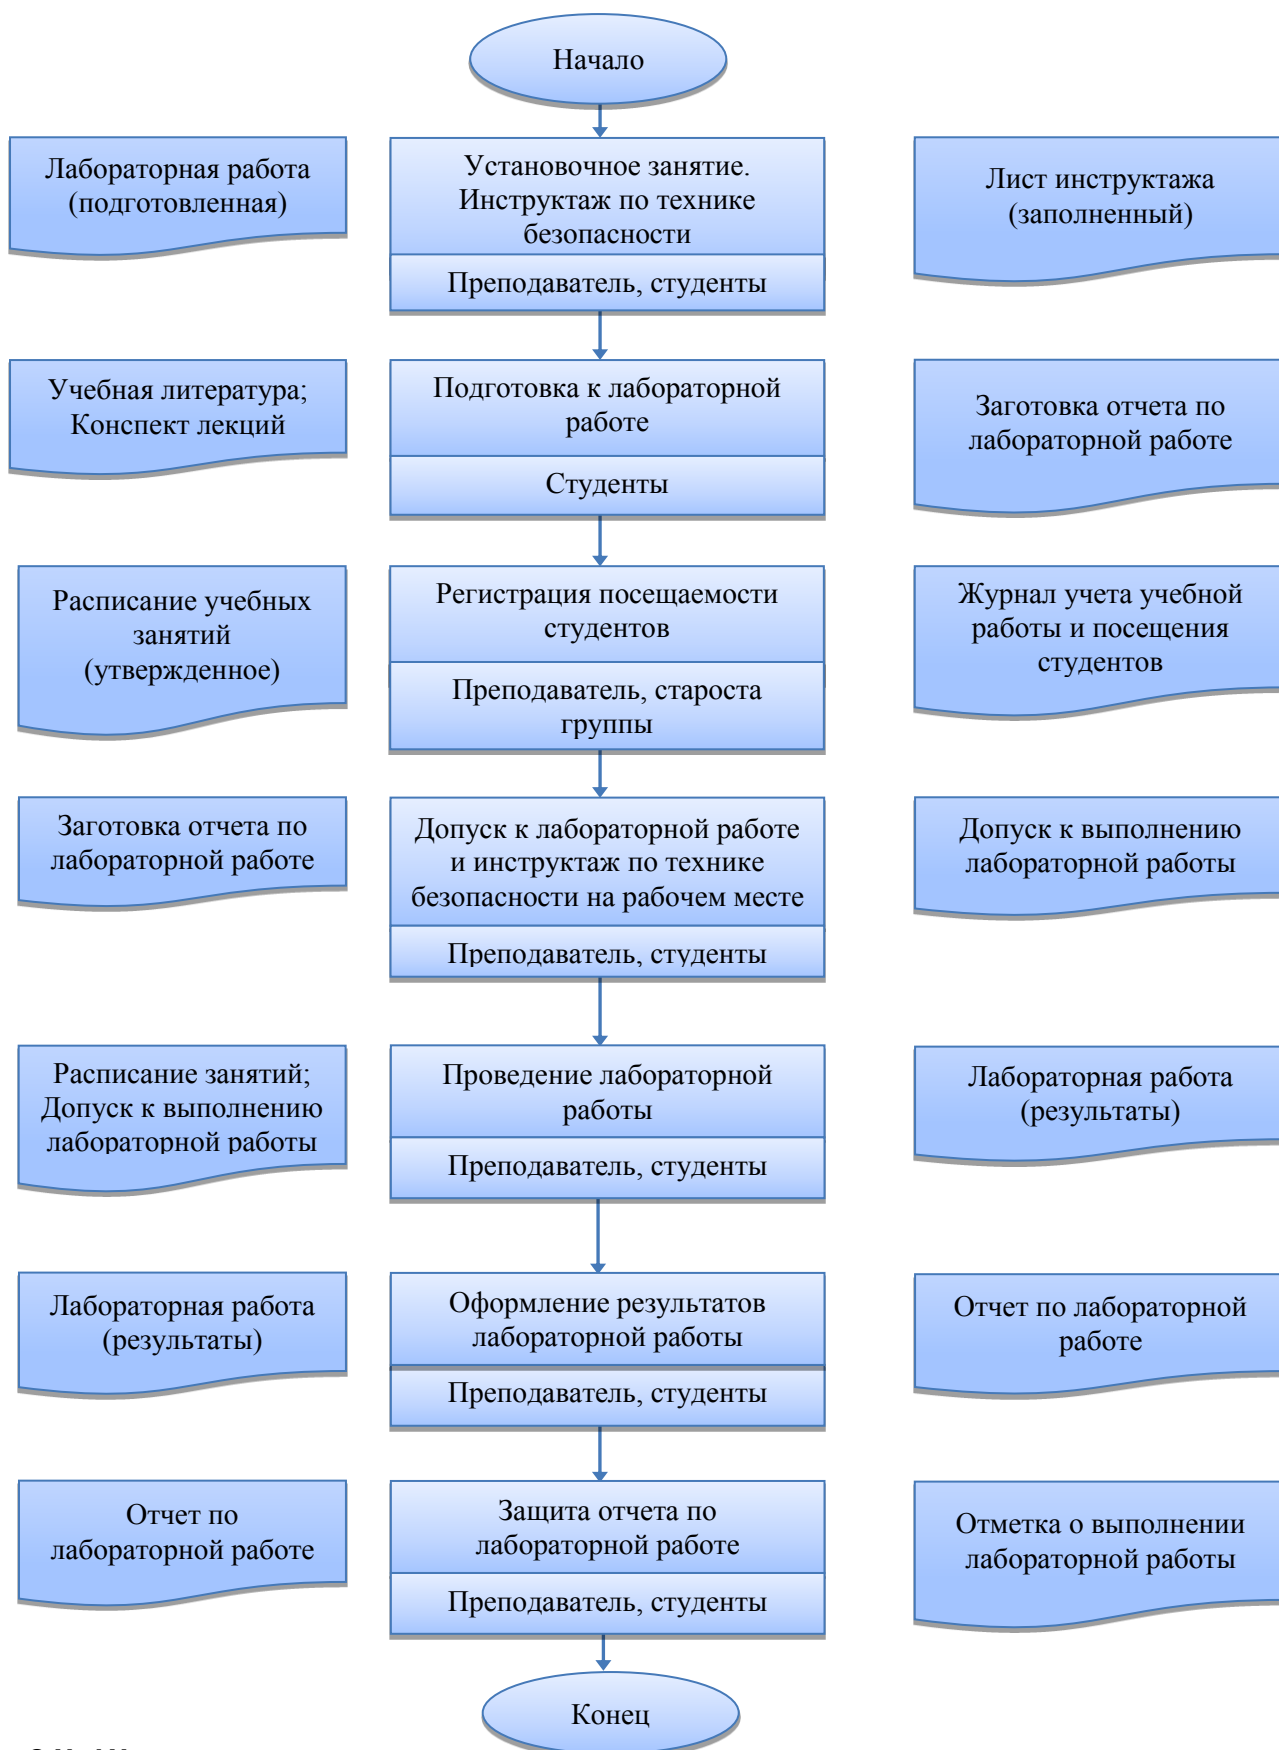 Начало
Лабораторная работа
(подготовленная)
Установочное занятие.
Инструктаж по технике
безопасности
Преподаватель, студенты
Лист инструктажа
(заполненный)
Учебная литература;
Конспект лекций
Подготовка к лабораторной
работе
Студенты
Заготовка отчета по
лабораторной работе
Расписание учебных
занятий
(утвержденное)
Регистрация посещаемости
студентов
Преподаватель, староста
группы
Журнал учета учебной
работы и посещения
студентов
Заготовка отчета по
лабораторной работе
Допуск к лабораторной работе
и инструктаж по технике
безопасности на рабочем месте
Преподаватель, студенты
Допуск к выполнению
лабораторной работы
Расписание занятий;
Допуск к выполнению
лабораторной работы
Проведение лабораторной
работы
Преподаватель, студенты
Лабораторная работа
(результаты)
Лабораторная работа
(результаты)
Оформление результатов
лабораторной работы
Преподаватель, студенты
Отчет по лабораторной
работе
Отчет по
лабораторной работе
Защита отчета по
лабораторной работе
Преподаватель, студенты
Отметка о выполнении
лабораторной работы
Конец